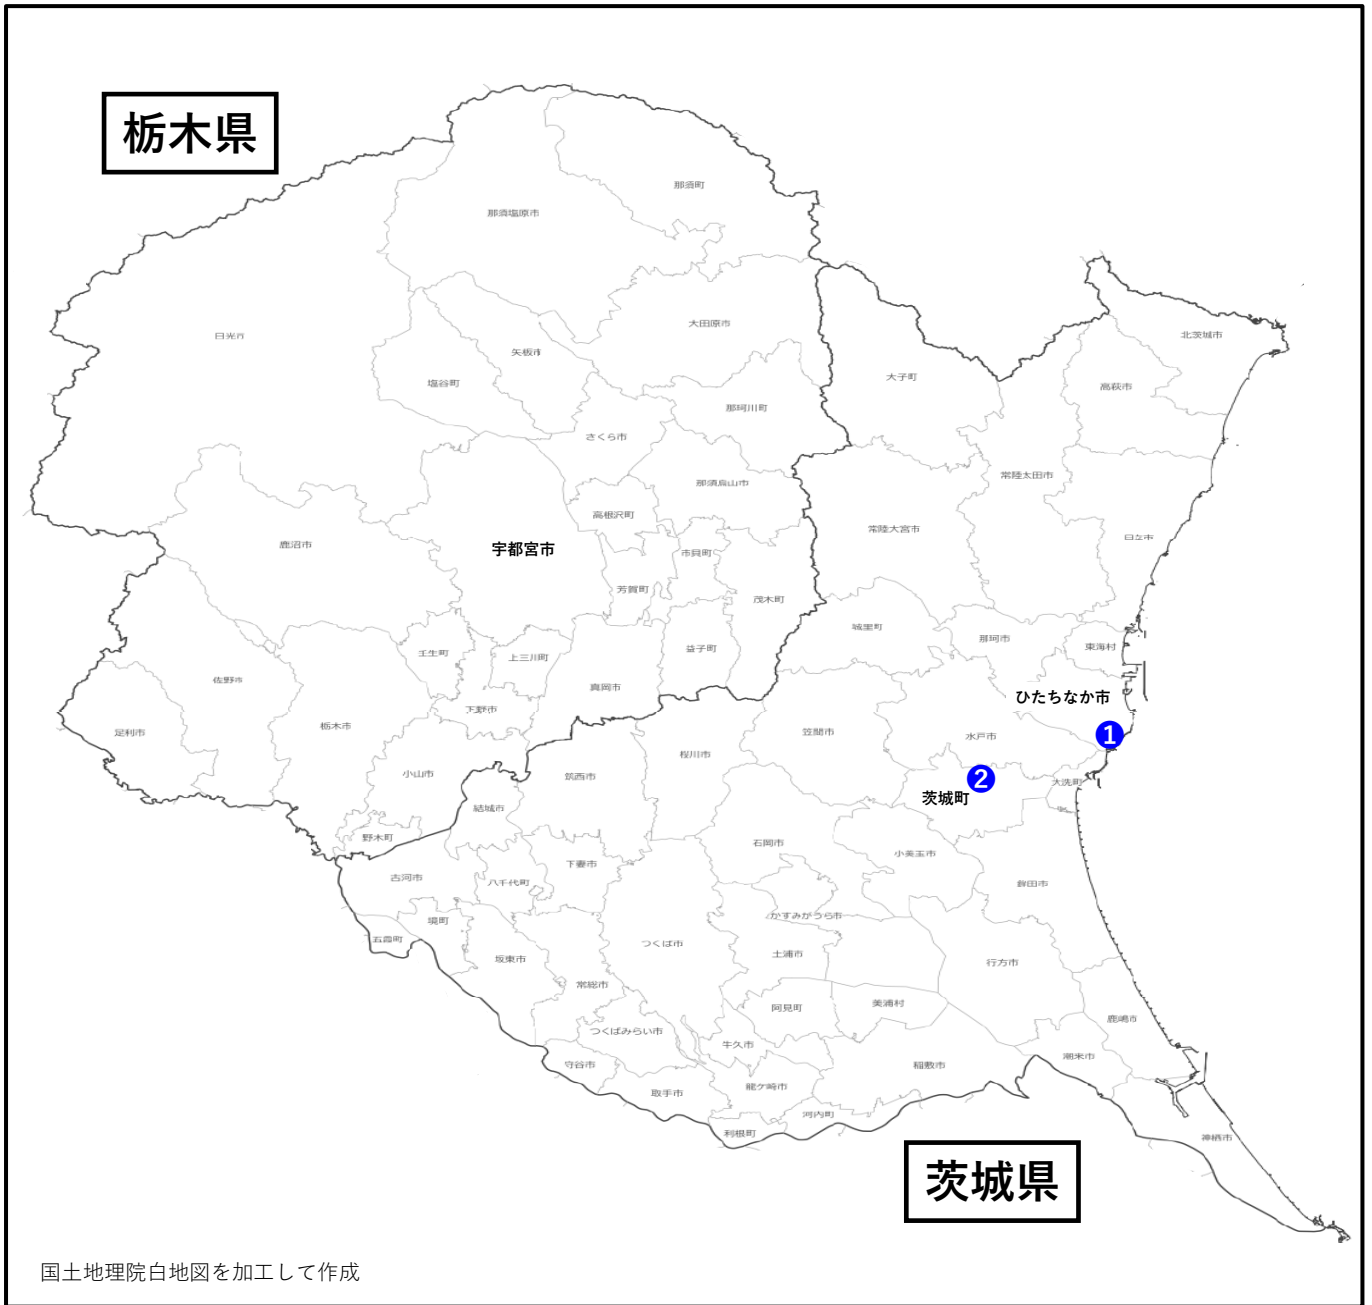 栃木県
那須町
那須塩原市
大田原市
北茨城市
日光市
矢板市
大子町
塩谷町
高萩市
那珂川町
さくら市
常陸太田市
那須烏山市
高根沢町
常陸大宮市
日立市
鹿沼市
宇都宮市
市貝町
芳賀町
茂木町
城里町
那珂市
東海村
壬生町
上三川町
益子町
佐野市
真岡市
ひたちなか市
下野市
栃木市
足利市
笠間市
水戸市
1
桜川市
小山市
筑西市
2
大洗町
茨城町
結城市
野木町
石岡市
小美玉市
下妻市
古河市
八千代町
鉾田市
かすみがうら市
境町
五霞町
つくば市
土浦市
坂東市
行方市
常総市
美浦村
阿見町
鹿嶋市
つくばみらい市
牛久市
潮来市
守谷市
稲敷市
龍ケ崎市
取手市
河内町
利根町
神栖市
茨城県
国土地理院白地図を加工して作成